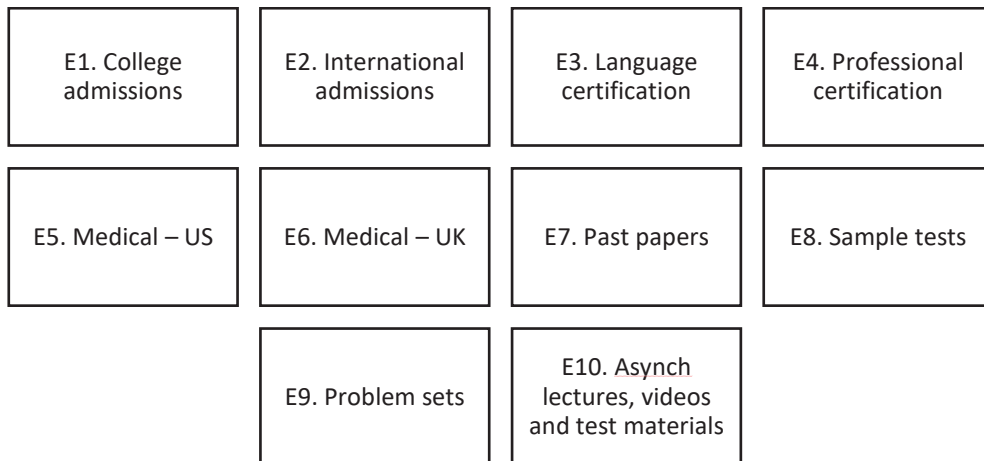 E1. College
admissions
E2. International
admissions
E3. Language
certification
E4. Professional
certification
E5. Medical – US
E6. Medical – UK
E7. Past papers
E8. Sample tests
E9. Problem sets
E10. Asynch
lectures, videos
and test materials